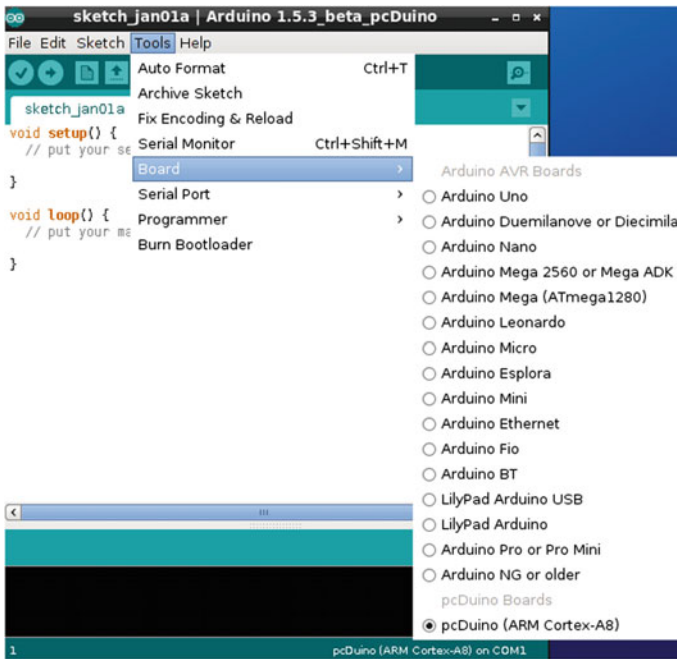 sketch_jan01a | Arduino 1.5.3_beta_pcDuino
File Edit Sketch Tools Help
Auto Format Ctrl+T
Archive Sketch
Fix Encoding & Reload
Serial Monitor Ctrl+Shift+M
Board
Serial Port
Programmer
Burn Bootloader
sketch_jan01a
void setup() {
// put your se
}
void loop() {
// put your ma
}
Arduino AVR Boards
Arduino Uno
Arduino Duemilanove or Diecimila
Arduino Nano
Arduino Mega 2560 or Mega ADK
Arduino Mega (ATmega1280)
Arduino Leonardo
Arduino Micro
Arduino Esplora
Arduino Mini
Arduino Ethernet
Arduino Fio
Arduino BT
LilyPad Arduino USB
LilyPad Arduino
Arduino Pro or Pro Mini
Arduino NG or older
pcDuino Boards
pcDuino (ARM Cortex-A8)
1 pcDuino (ARM Cortex-A8) on COM1